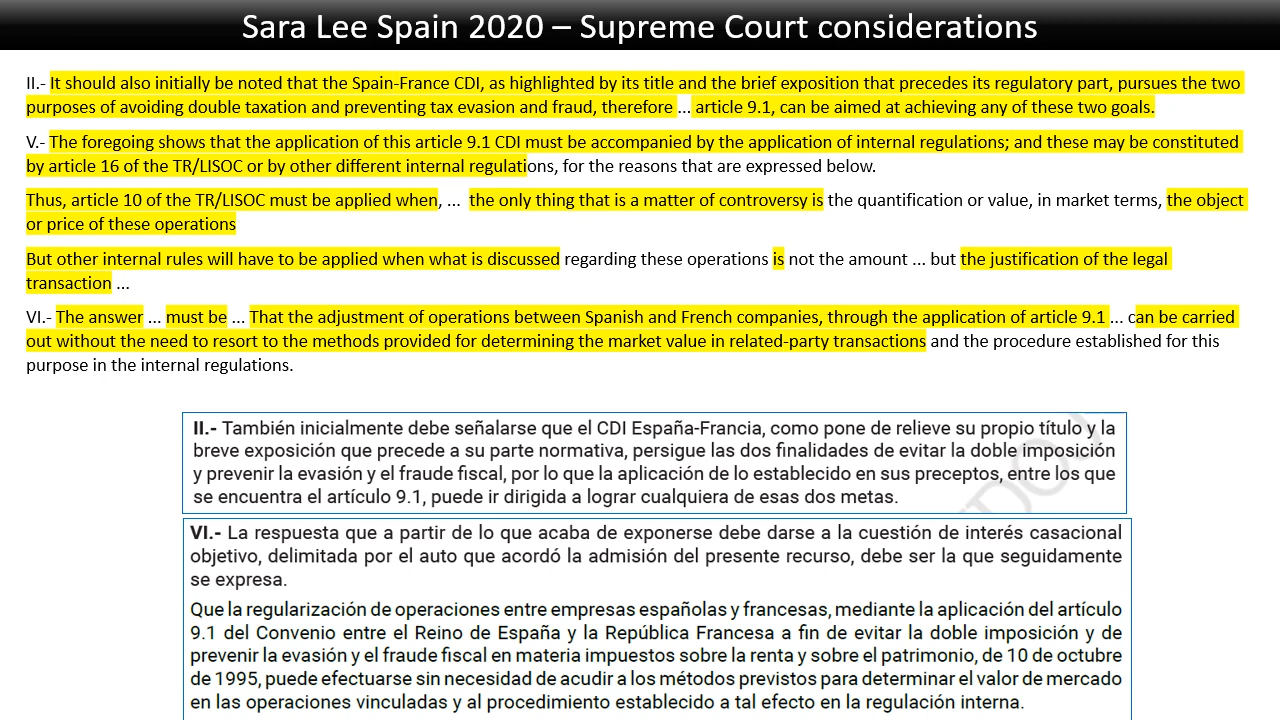 Sara Lee Spain 2020 – Supreme Court considerations
II.- It should also initially be noted that the Spain-France CDI, as highlighted by its title and the brief exposition that precedes its regulatory part, pursues the two
purposes of avoiding double taxation and preventing tax evasion and fraud, therefore ... article 9.1, can be aimed at achieving any of these two goals.
V.- The foregoing shows that the application of this article 9.1 CDI must be accompanied by the application of internal regulations; and these may be constituted
by article 16 of the TR/LISOC or by other different internal regulations, for the reasons that are expressed below.
Thus, article 10 of the TR/LISOC must be applied when, ... the only thing that is a matter of controversy is the quantification or value, in market terms, the object
or price of these operations
But other internal rules will have to be applied when what is discussed regarding these operations is not the amount ... but the justification of the legal
transaction ...
VI.- The answer ... must be ... That the adjustment of operations between Spanish and French companies, through the application of article 9.1 ... can be carried
out without the need to resort to the methods provided for determining the market value in related-party transactions and the procedure established for this
purpose in the internal regulations.
II.- También inicialmente debe señalarse que el CDI España-Francia, como pone de relieve su propio título y la
breve exposición que precede a su parte normativa, persigue las dos finalidades de evitar la doble imposición
y prevenir la evasión y el fraude fiscal, por lo que la aplicación de lo establecido en sus preceptos, entre los que
se encuentra el artículo 9.1, puede ir dirigida a lograr cualquiera de esas dos metas.
VI.- La respuesta que a partir de lo que acaba de exponerse debe darse a la cuestión de interés casacional
objetivo, delimitada por el auto que acordó la admisión del presente recurso, debe ser la que seguidamente
se expresa.
Que la regularización de operaciones entre empresas españolas y francesas, mediante la aplicación del artículo
9.1 del Convenio entre el Reino de España y la República Francesa a fin de evitar la doble imposición y de
prevenir la evasión y el fraude fiscal en materia impuestos sobre la renta y sobre el patrimonio, de 10 de octubre
de 1995, puede efectuarse sin necesidad de acudir a los métodos previstos para determinar el valor de mercado
en las operaciones vinculadas y al procedimiento establecido a tal efecto en la regulación interna.